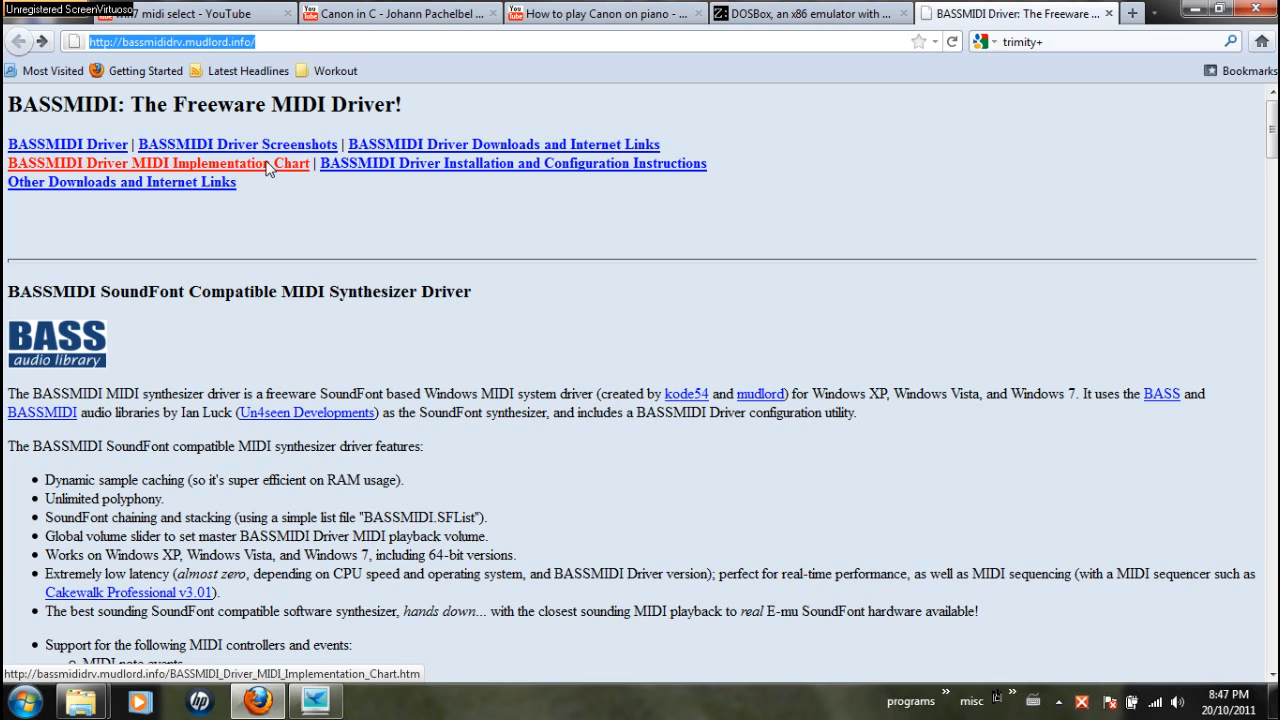 Unregistered ScreenVirtuoso
7 midi select - YouTube
Canon in C - Johann Pachelbel ...
How to play Canon on piano - ...
DOSBox, an x86 emulator with ...
BASSMIDI Driver: The Freeware ...
http://bassmididrv.mudlord.info/
trimity+
Most Visited
Getting Started
Latest Headlines
Workout
Bookmarks
BASSMIDI: The Freeware MIDI Driver!
BASSMIDI Driver | BASSMIDI Driver Screenshots | BASSMIDI Driver Downloads and Internet Links
BASSMIDI Driver MIDI Implementation Chart | BASSMIDI Driver Installation and Configuration Instructions
Other Downloads and Internet Links
BASSMIDI SoundFont Compatible MIDI Synthesizer Driver
BASS
audio library
The BASSMIDI MIDI synthesizer driver is a freeware SoundFont based Windows MIDI system driver (created by kode54 and mudlord) for Windows XP, Windows Vista, and Windows 7. It uses the BASS and
BASSMIDI audio libraries by Ian Luck (Un4seen Developments) as the SoundFont synthesizer, and includes a BASSMIDI Driver configuration utility.
The BASSMIDI SoundFont compatible MIDI synthesizer driver features:
• Dynamic sample caching (so it's super efficient on RAM usage).
• Unlimited polyphony.
• SoundFont chaining and stacking (using a simple list file "BASSMIDI.SFList").
• Global volume slider to set master BASSMIDI Driver MIDI playback volume.
• Works on Windows XP, Windows Vista, and Windows 7, including 64-bit versions.
• Extremely low latency (almost zero, depending on CPU speed and operating system, and BASSMIDI Driver version); perfect for real-time performance, as well as MIDI sequencing (with a MIDI sequencer such as
Cakewalk Professional v3.01).
• The best sounding SoundFont compatible software synthesizer, hands down... with the closest sounding MIDI playback to real E-mu SoundFont hardware available!
• Support for the following MIDI controllers and events:
MIDI note events
http://bassmididrv.mudlord.info/BASSMIDI_Driver_MIDI_Implementation_Chart.htm
hp
programs
misc
8:47 PM
20/10/2011